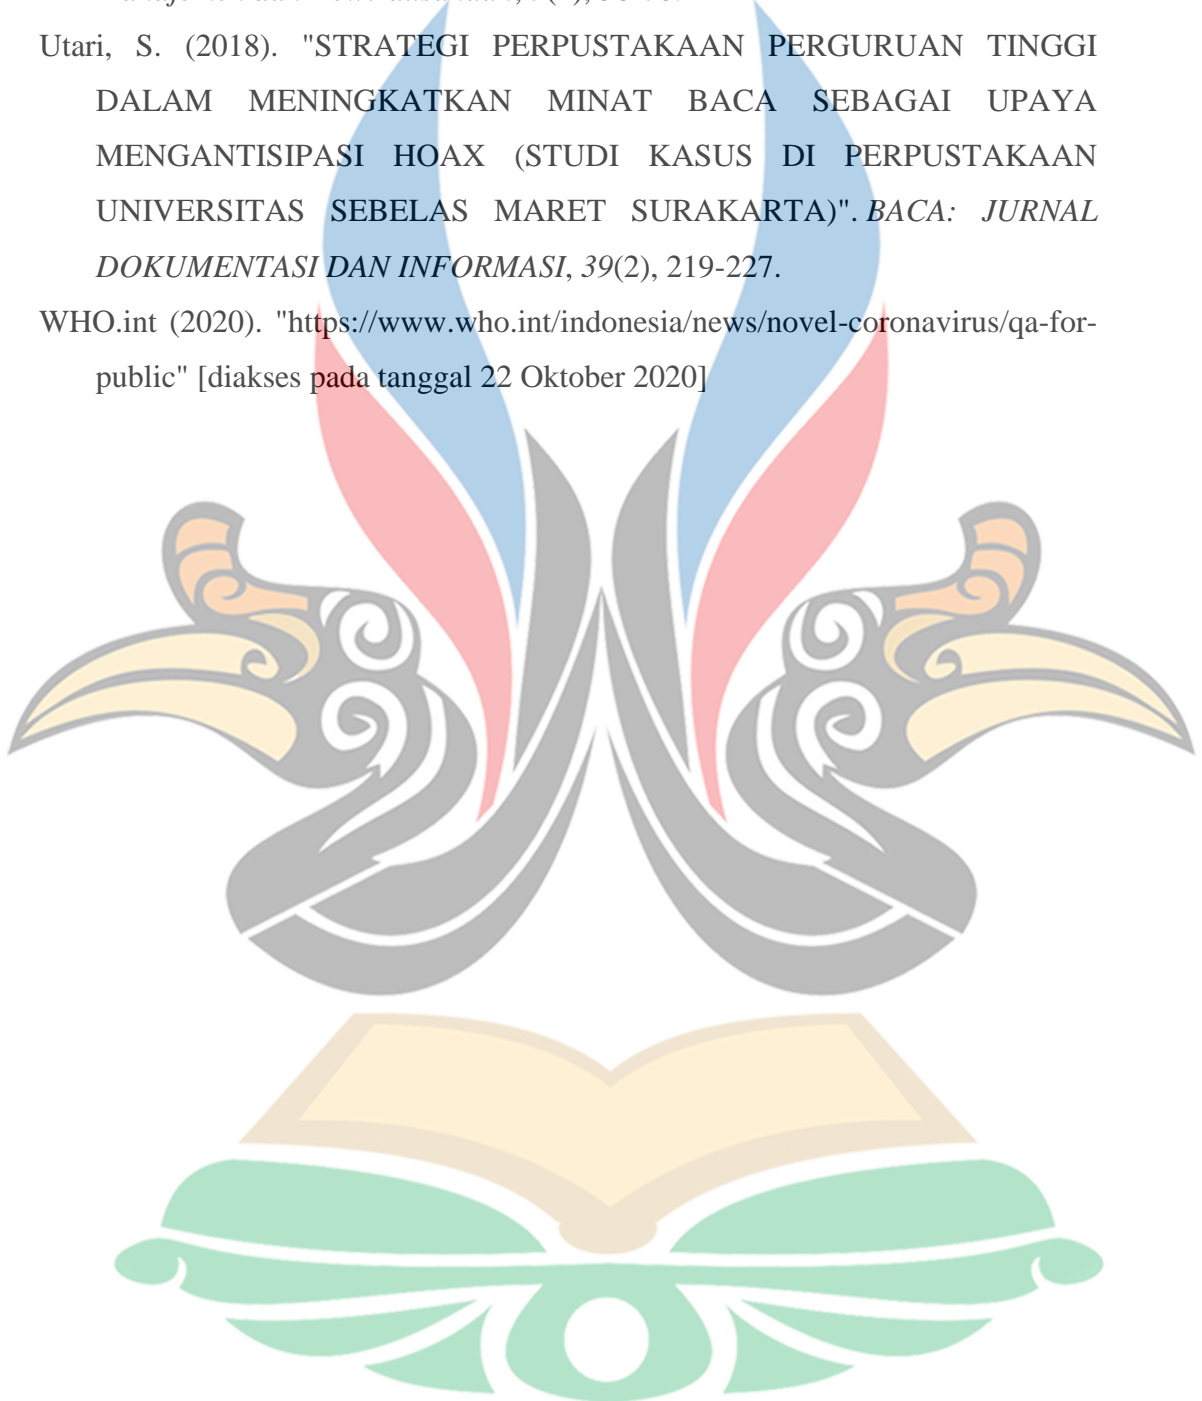 Utari, S. (2018). "STRATEGI PERPUSTAKAAN PERGURUAN TINGGI
DALAM MENINGKATKAN MINAT BACA SEBAGAI UPAYA
MENGANTISIPASI HOAX (STUDI KASUS DI PERPUSTAKAAN
UNIVERSITAS SEBELAS MARET SURAKARTA)". BACA: JURNAL
DOKUMENTASI DAN INFORMASI, 39(2), 219-227.
WHO.int (2020). "https://www.who.int/indonesia/news/novel-coronavirus/qa-for-
public" [diakses pada tanggal 22 Oktober 2020]